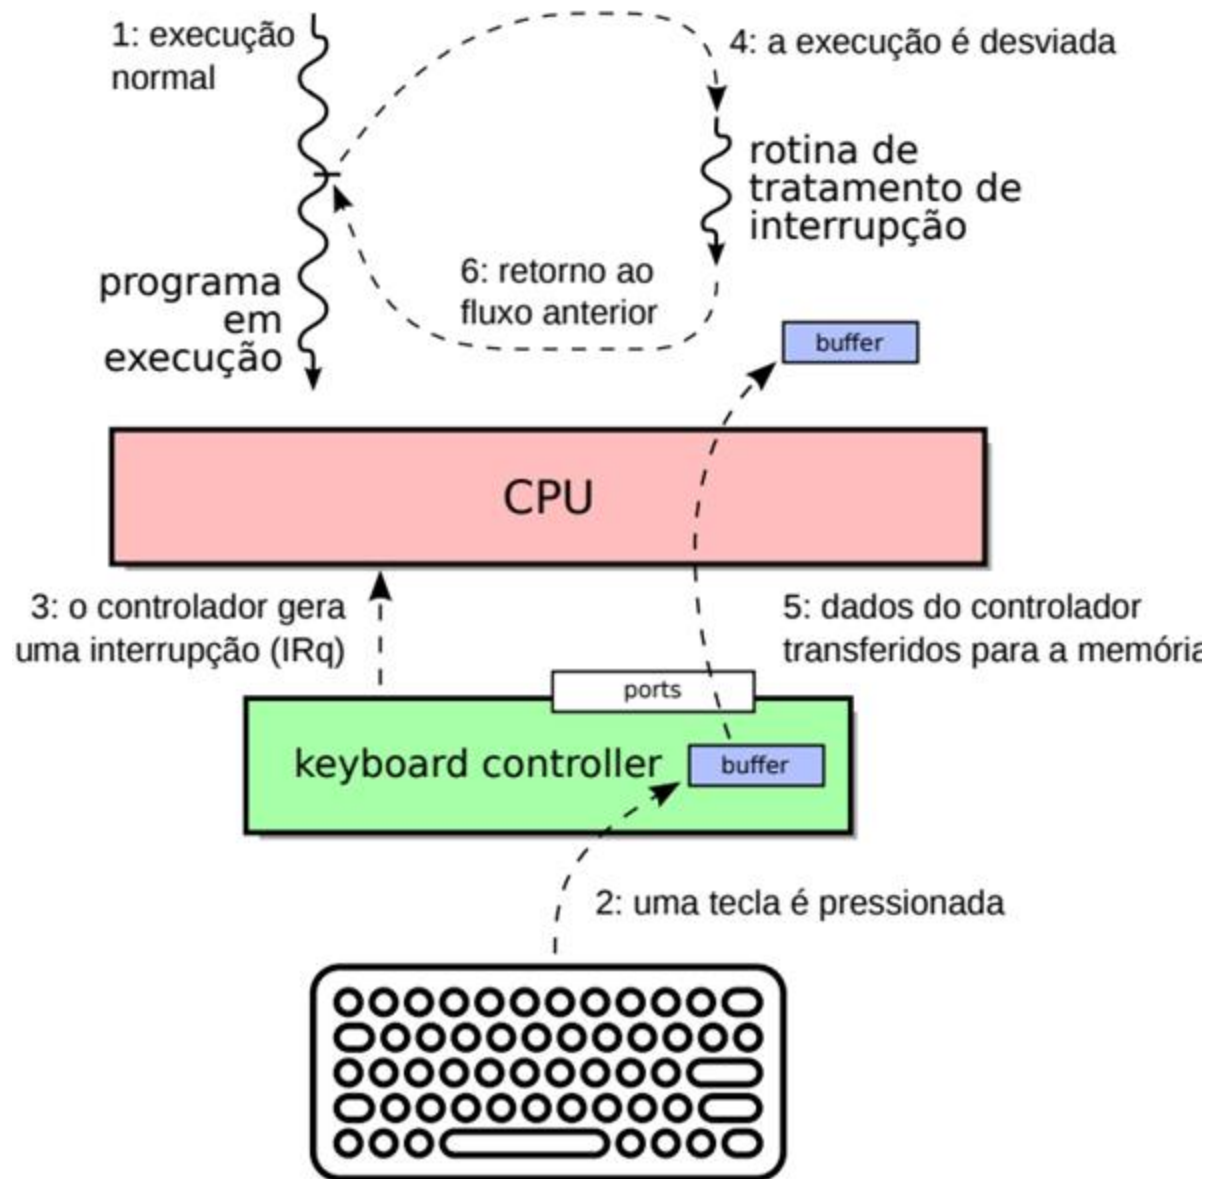 1: execução
normal
4: a execução é desviada
rotina de
tratamento de
interrupção
programa
em
execução
6: retorno ao
fluxo anterior
buffer
CPU
3: o controlador gera
uma interrupção (IRq)
5: dados do controlador
transferidos para a memória
ports
keyboard controller
buffer
2: uma tecla é pressionada